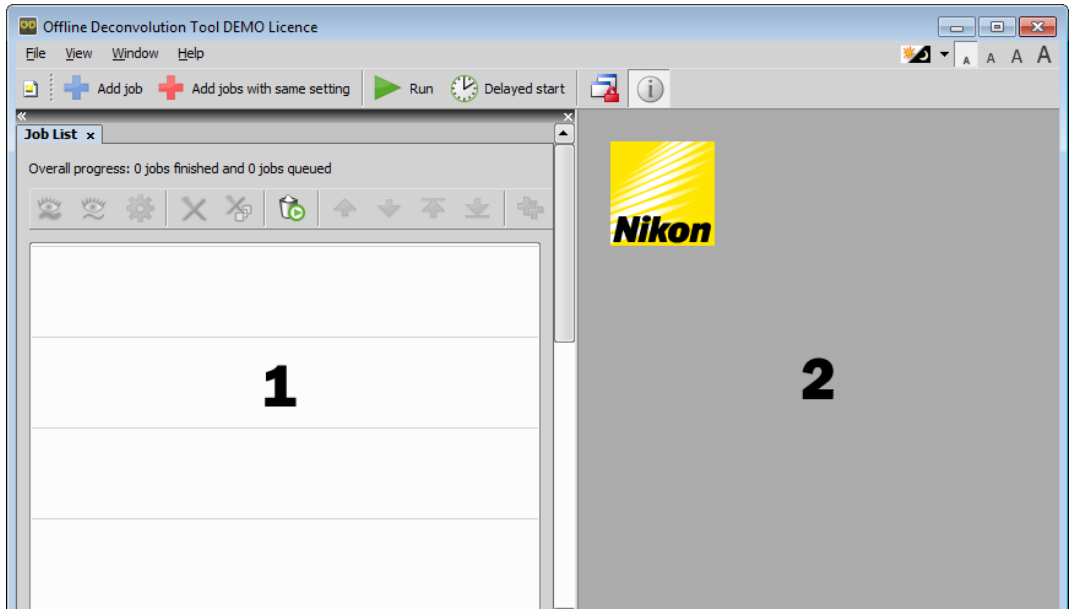 Offline Deconvolution Tool DEMO Licence
File View Window Help A A A A
Add job Add jobs with same setting Run Delayed start
Job List x
Overall progress: 0 jobs finished and 0 jobs queued
Nikon
1
2